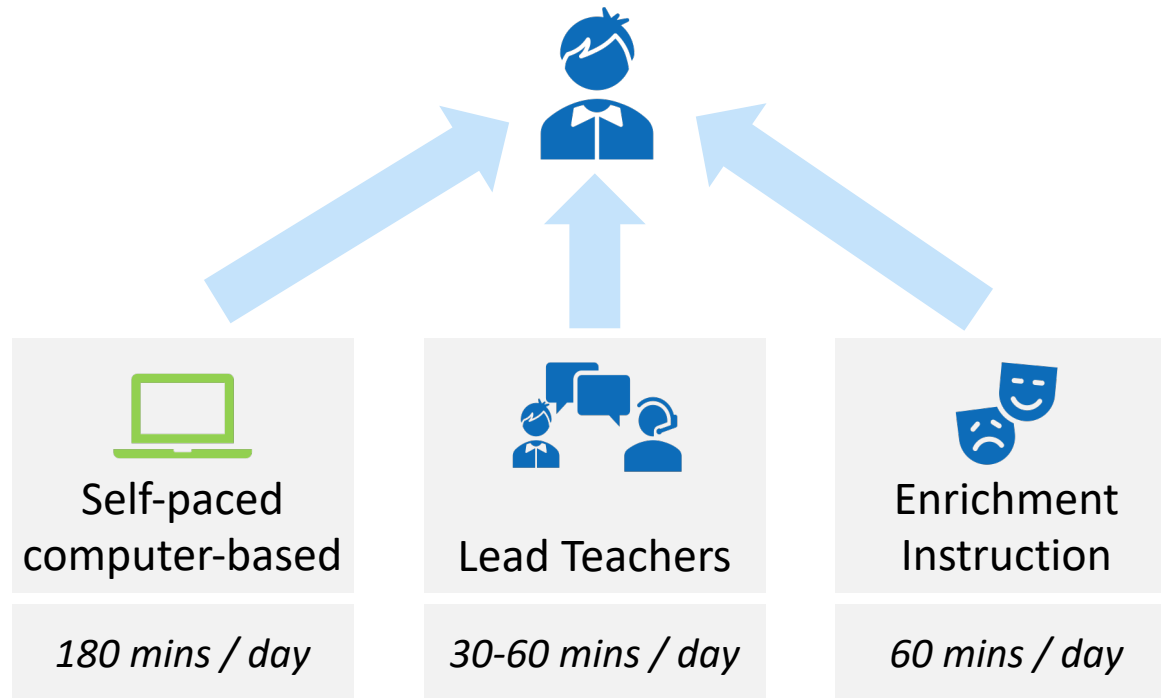 Self-paced
computer-based
Lead Teachers
Enrichment
Instruction
180 mins / day
30-60 mins / day
60 mins / day